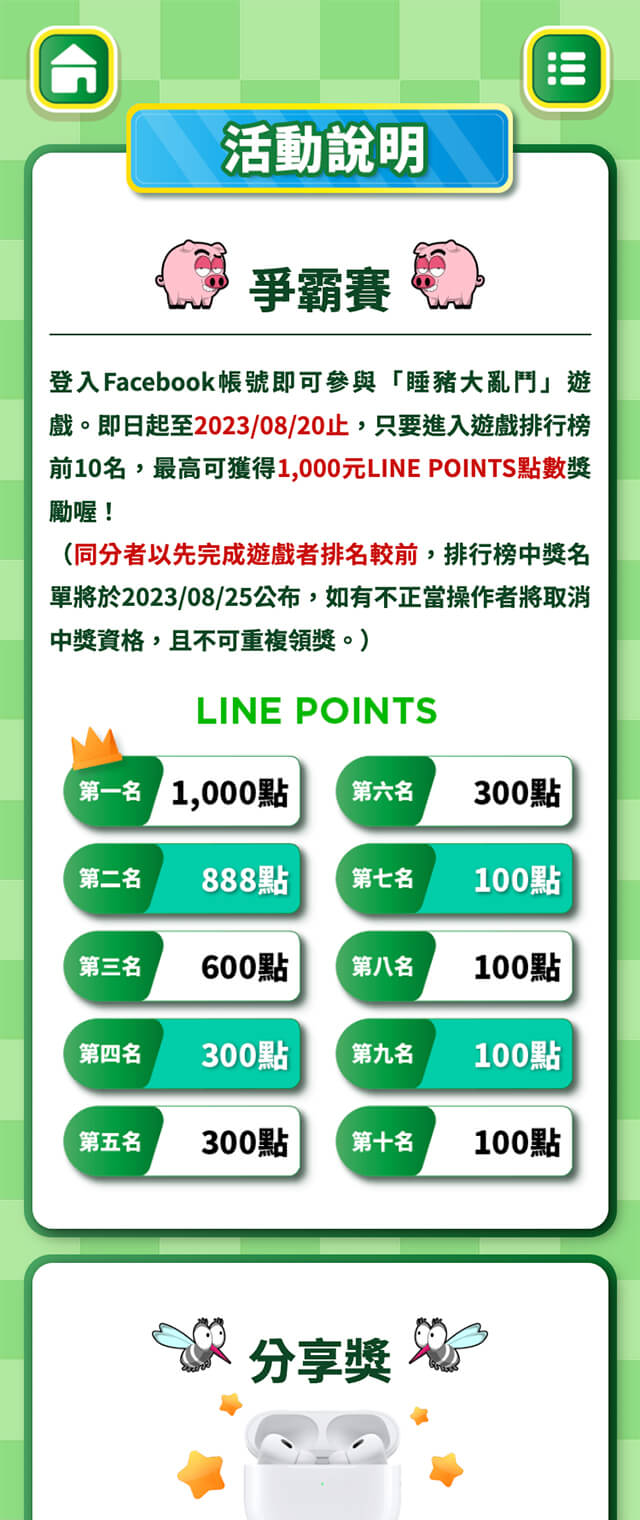 活動說明
爭霸賽
登入Facebook帳號即可參與「睡豬大亂鬥」遊
戲。即日起至2023/08/20止，只要進入遊戲排行榜
前10名，最高可獲得1,000元LINE POINTS點數獎
勵喔！
（同分者以先完成遊戲者排名較前，排行榜中獎名
單將於2023/08/25公布，如有不正當操作者將取消
中獎資格，且不可重複領獎。）
LINE POINTS
第一名 1,000點
第六名 300點
第二名 888點
第七名 100點
第三名 600點
第八名 100點
第四名 300點
第九名 100點
第五名 300點
第十名 100點
分享獎